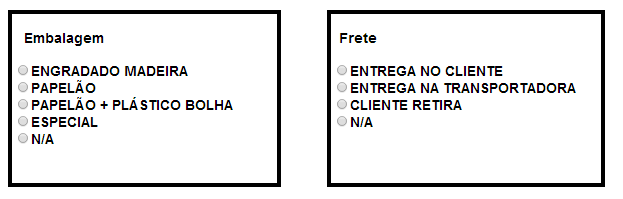 Embalagem
ENGRADADO MADEIRA
PAPELÃO
PAPELÃO + PLÁSTICO BOLHA
ESPECIAL
N/A
Frete
ENTREGA NO CLIENTE
ENTREGA NA TRANSPORTADORA
CLIENTE RETIRA
N/A